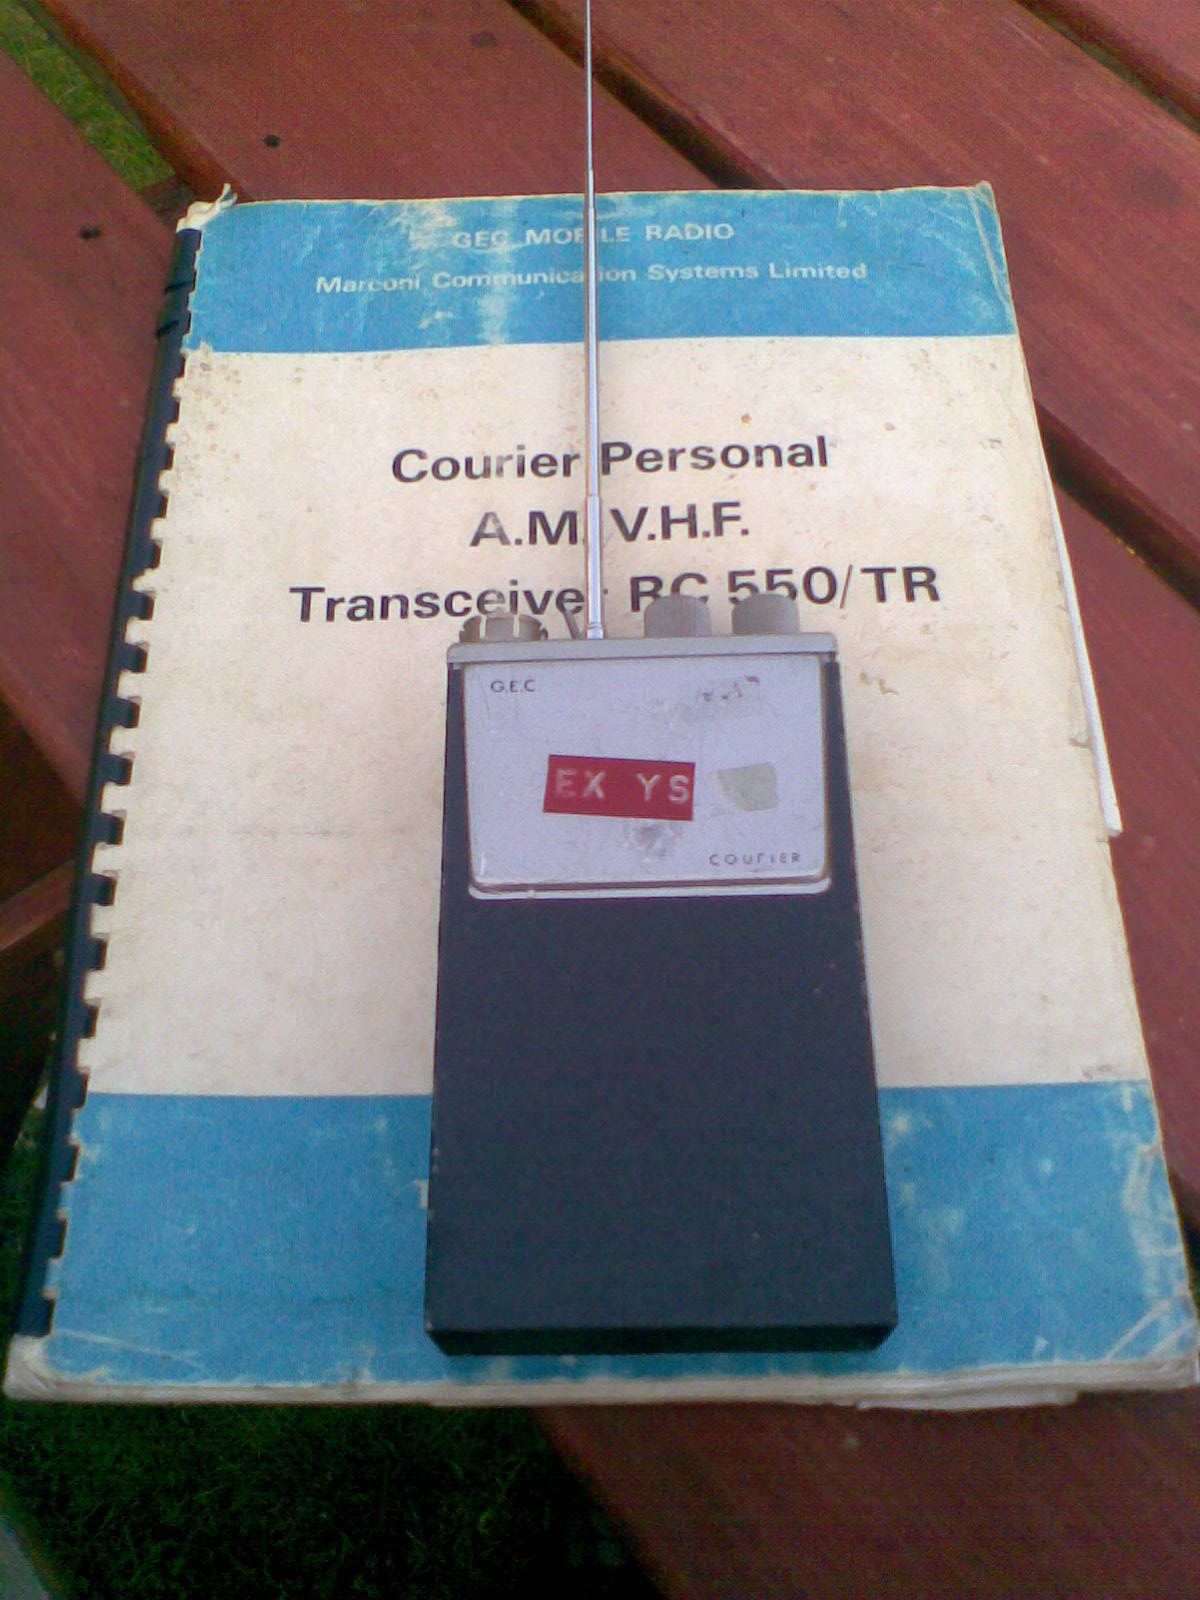 GEC MOBILE RADIO
Marconi Communication Systems Limited
Courier Personal
A.M. V.H.F.
Transceiver RC 550/TR
G.E.C.
EX YS
COURIER